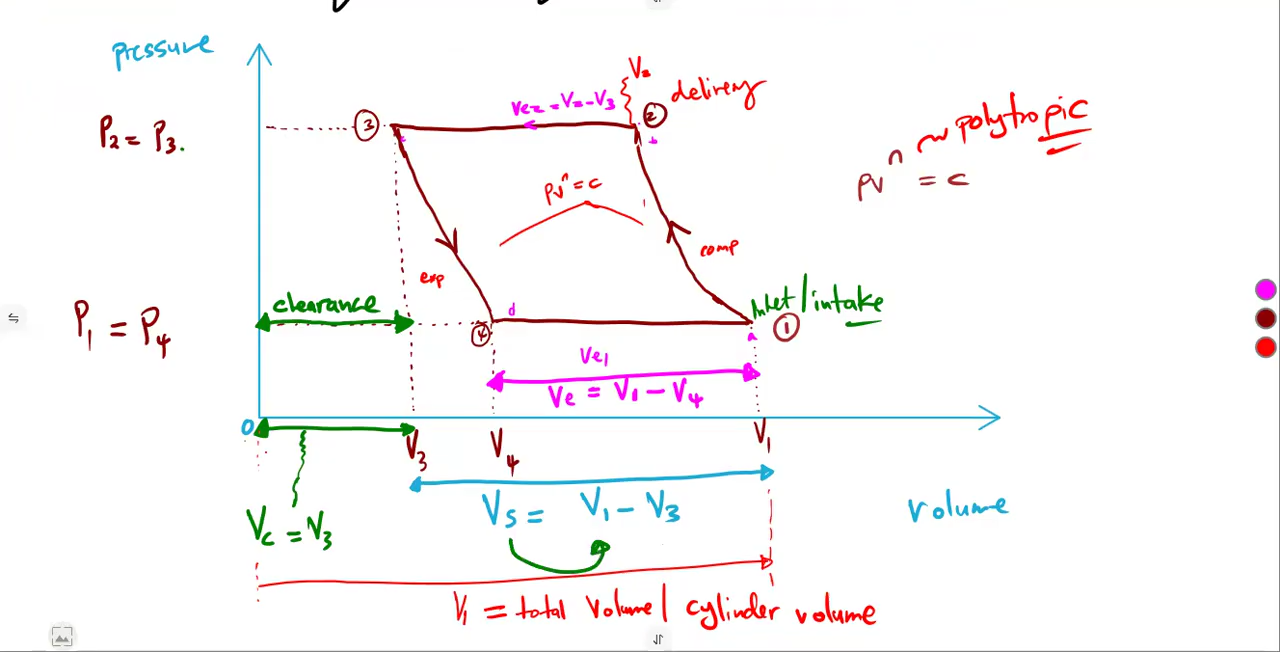 pressure
V2
Ve2 = V2 - V3
② delivery
③
P2 = P3.
pv^n = c ~ polytropic
pv^n = c
comp
exp
clearance
Inlet/intake
P1 = P4
d
④
①
Ve1
Ve = V1 - V4
0
V3
V4
V1
Vs = V1 - V3
volume
Vc = V3
V1 = total volume / cylinder volume